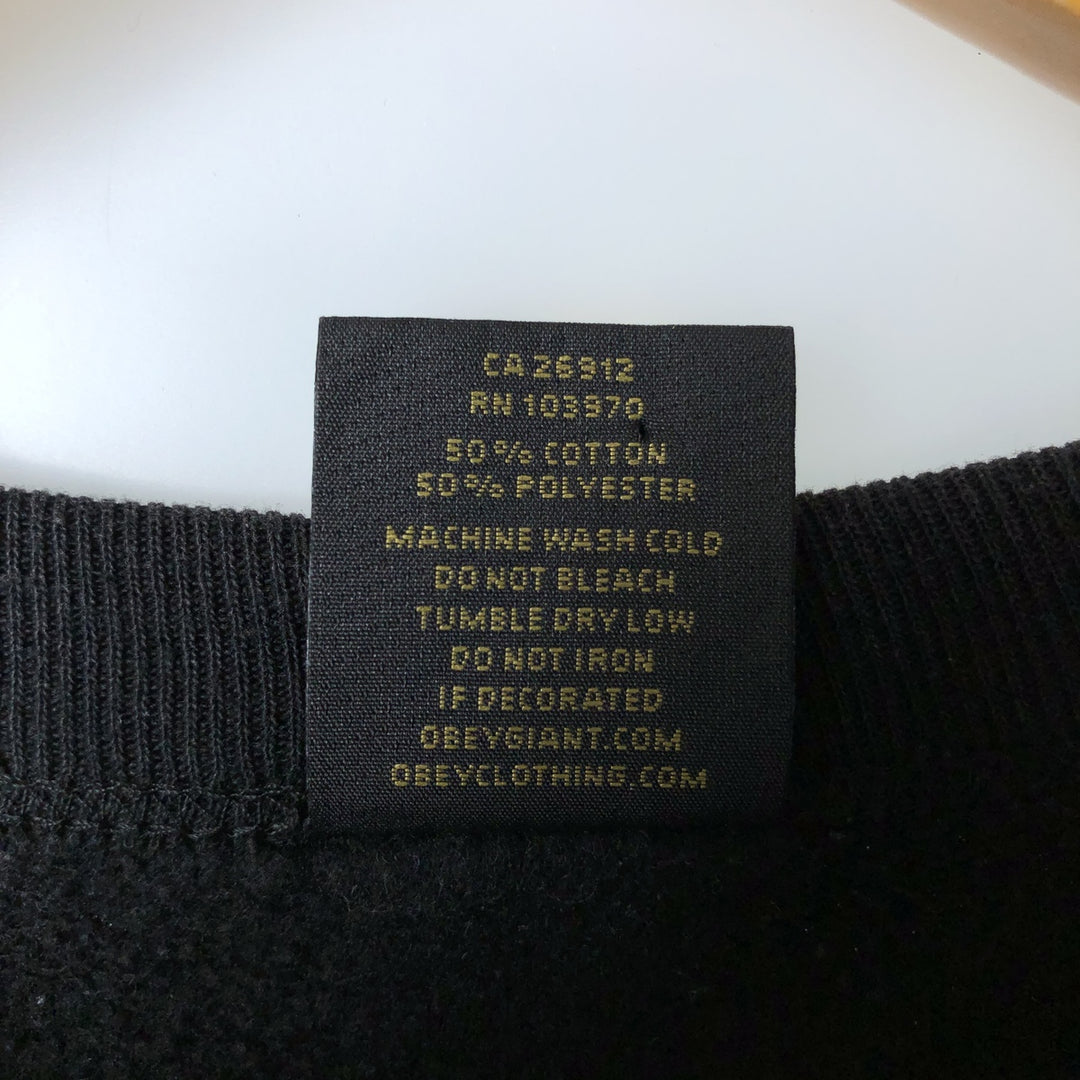 CA 26912
RN 103970
50% COTTON
50% POLYESTER
MACHINE WASH COLD
DO NOT BLEACH
TUMBLE DRY LOW
DO NOT IRON
IF DECORATED
OBEYGIANT.COM
OBEYCLOTHING.COM